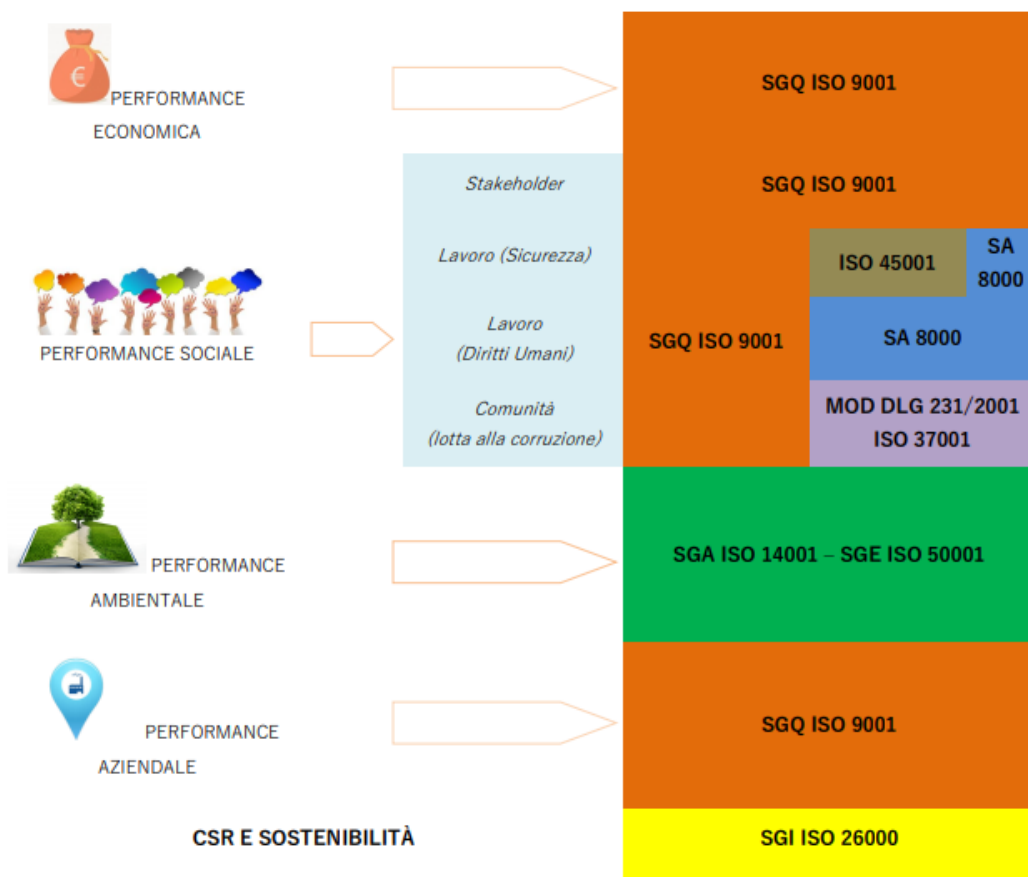 €
PERFORMANCE
ECONOMICA
SGQ ISO 9001
Stakeholder
SGQ ISO 9001
Lavoro (Sicurezza)
ISO 45001
SA
8000
PERFORMANCE SOCIALE
Lavoro
(Diritti Umani)
SGQ ISO 9001
SA 8000
Comunità
(lotta alla corruzione)
MOD DLG 231/2001
ISO 37001
PERFORMANCE
AMBIENTALE
SGA ISO 14001 – SGE ISO 50001
PERFORMANCE
AZIENDALE
SGQ ISO 9001
CSR E SOSTENIBILITÀ
SGI ISO 26000